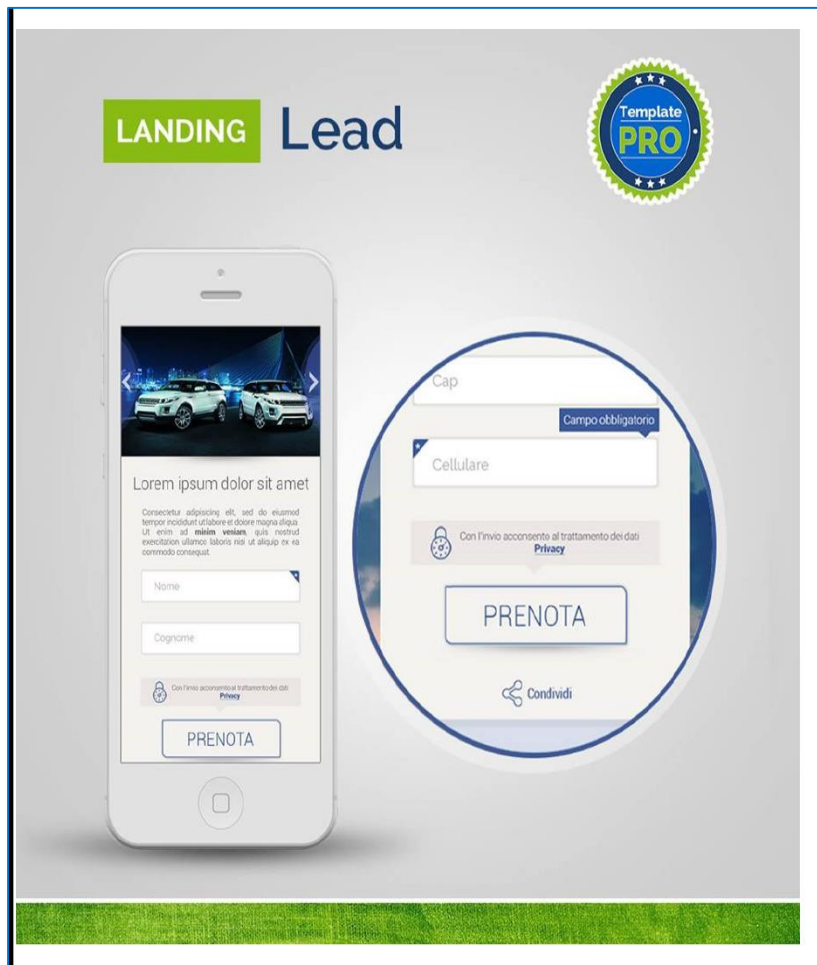 LANDING Lead
Template
PRO
Lorem ipsum dolor sit amet
Consectetur adipisicing elit, sed do eiusmod
tempor incididunt ut labore et dolore magna aliqua.
Ut enim ad minim veniam, quis nostrud
exercitation ullamco laboris nisi ut aliquip ex ea
commodo consequat.
Nome
Cognome
Con l'invio acconsento al trattamento dei dati
Privacy
PRENOTA
Cap
Campo obbligatorio
Cellulare
Con l'invio acconsento al trattamento dei dati
Privacy
PRENOTA
Condividi